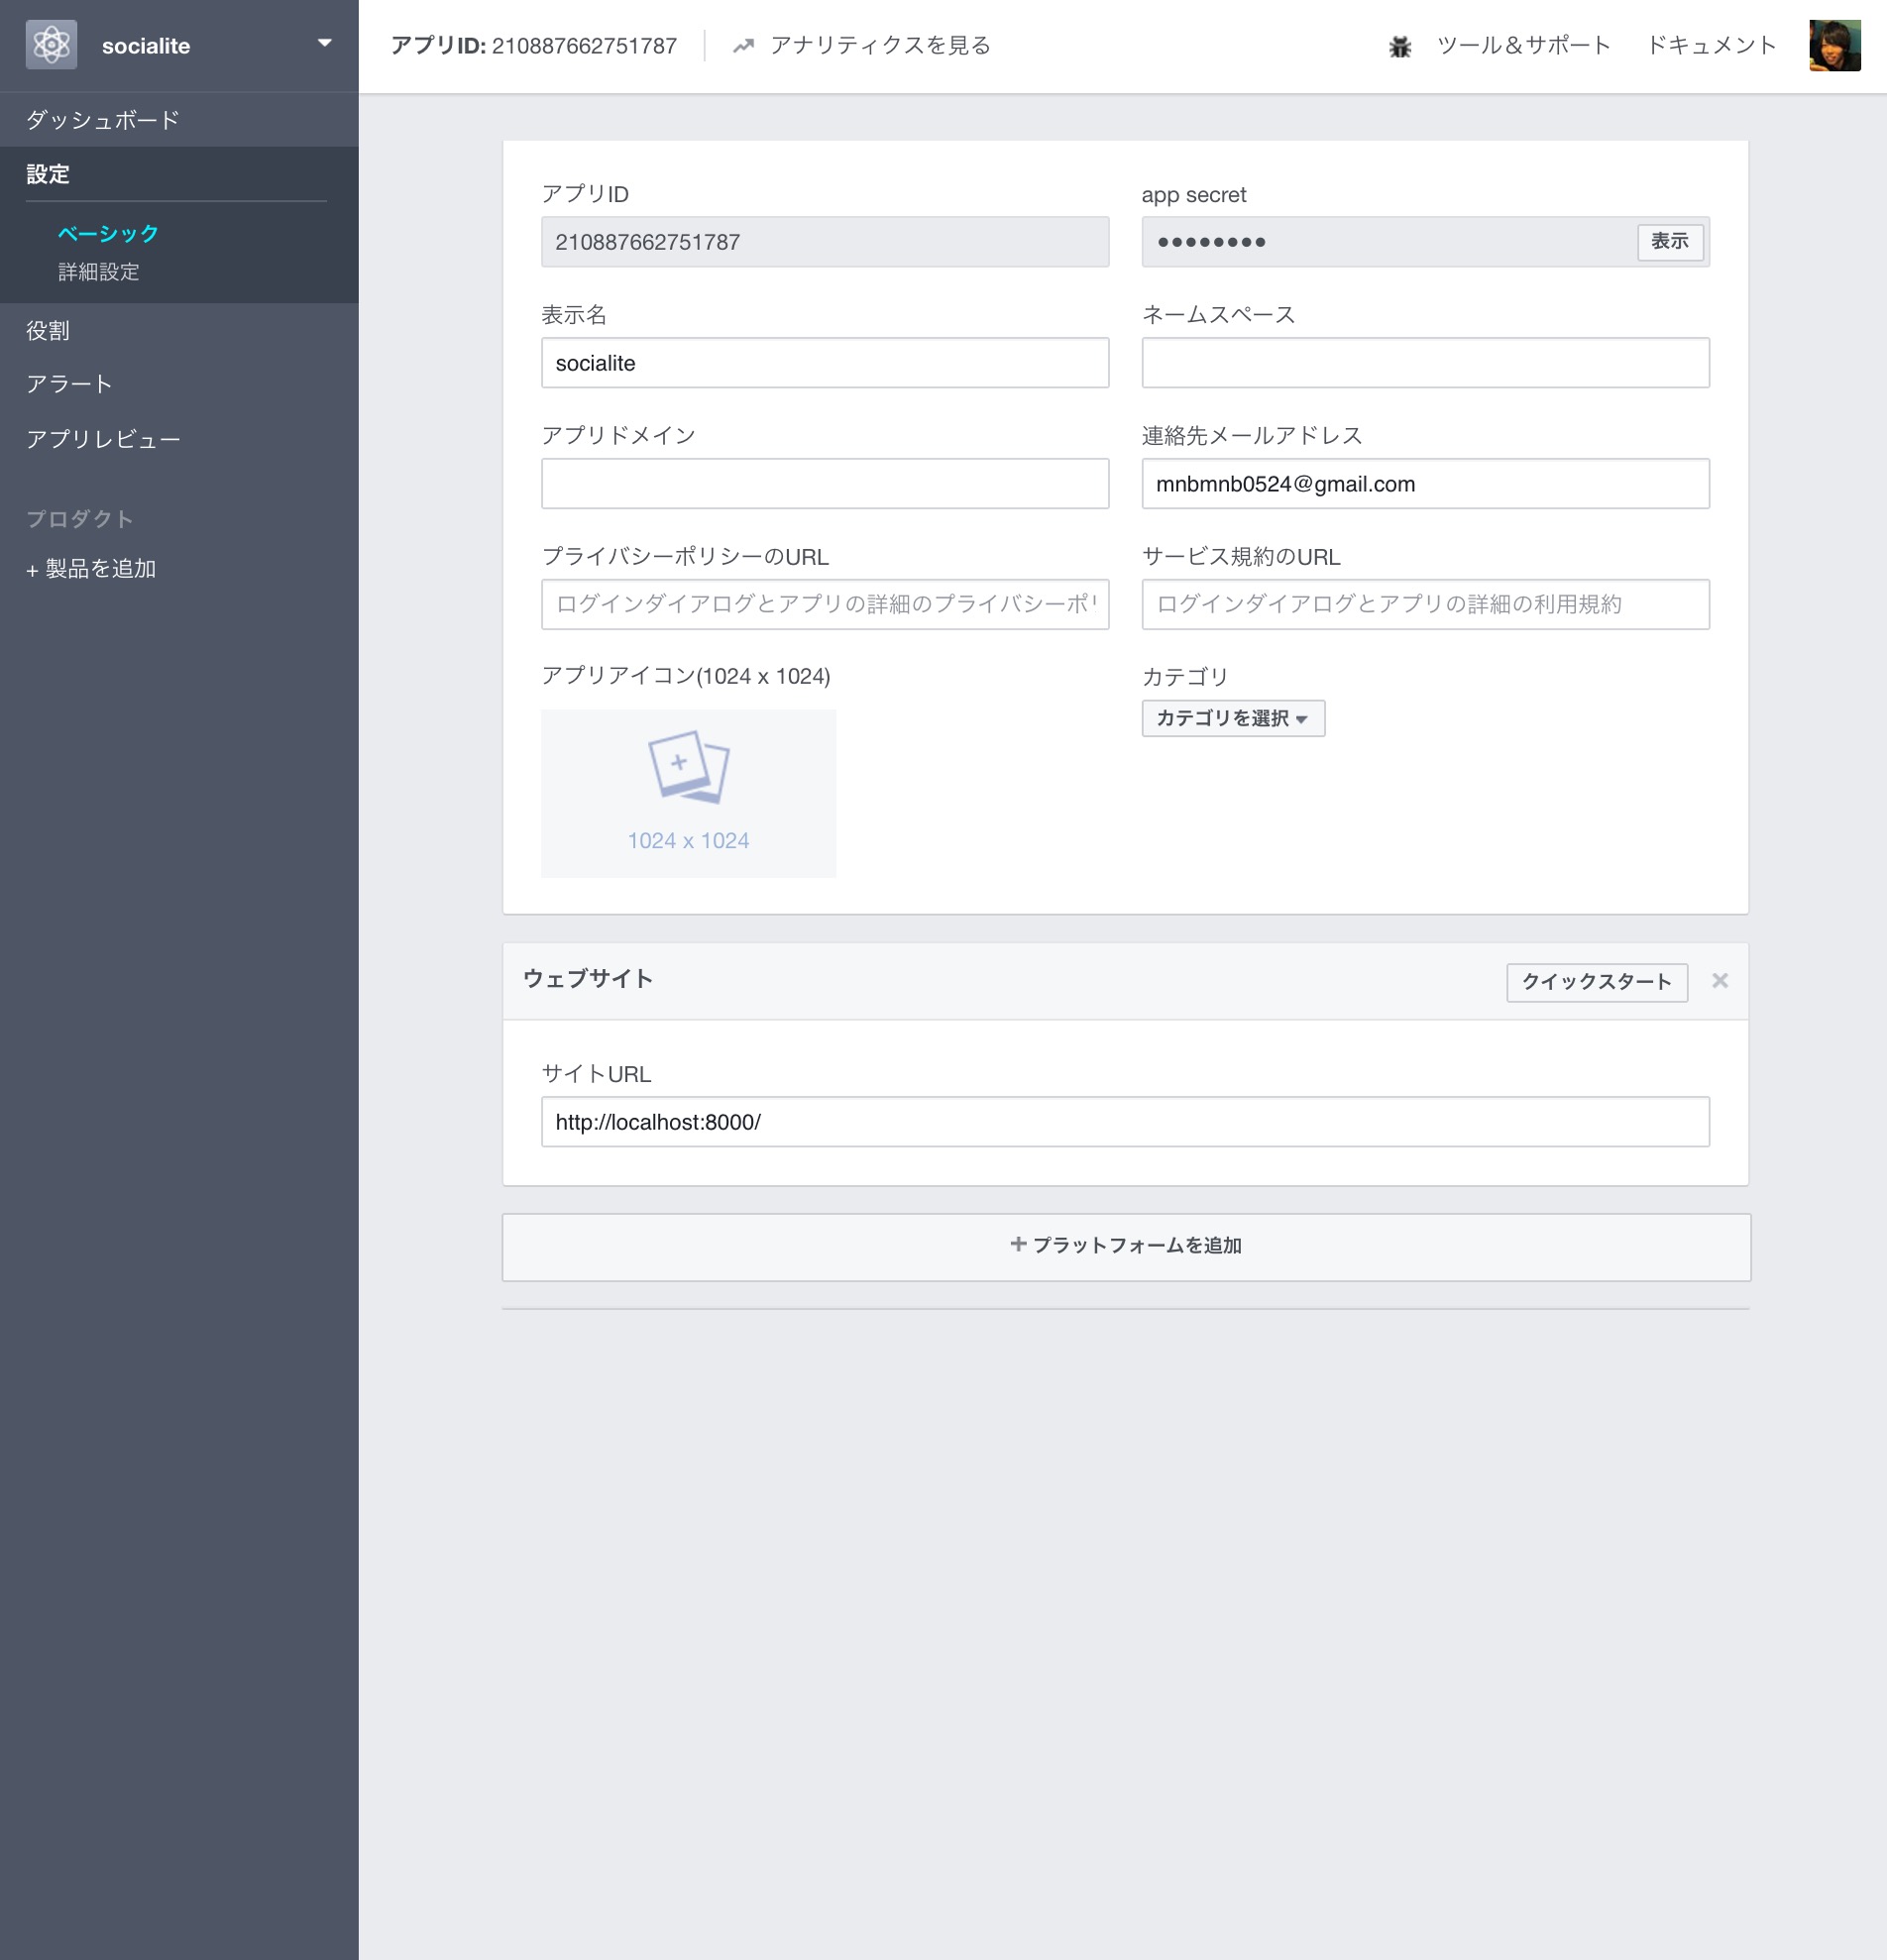 socialite
アプリID: 210887662751787
アナリティクスを見る
ツール＆サポート
ドキュメント
ダッシュボード
設定
ベーシック
詳細設定
役割
アラート
アプリレビュー
プロダクト
+ 製品を追加
アプリID
app secret
210887662751787
●●●●●●●●
表示
表示名
ネームスペース
socialite
アプリドメイン
連絡先メールアドレス
mnbmnb0524@gmail.com
プライバシーポリシーのURL
サービス規約のURL
ログインダイアログとアプリの詳細のプライバシーポリ
ログインダイアログとアプリの詳細の利用規約
アプリアイコン(1024 x 1024)
カテゴリ
カテゴリを選択
1024 x 1024
ウェブサイト
クイックスタート
サイトURL
http://localhost:8000/
+ プラットフォームを追加